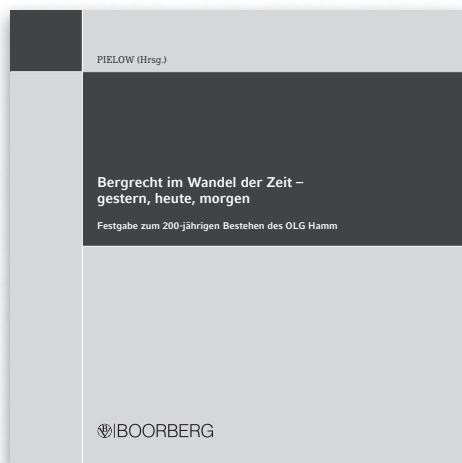 PIELOW (Hrsg.)
Bergrecht im Wandel der Zeit –
gestern, heute, morgen
Festgabe zum 200-jährigen Bestehen des OLG Hamm
BOORBERG